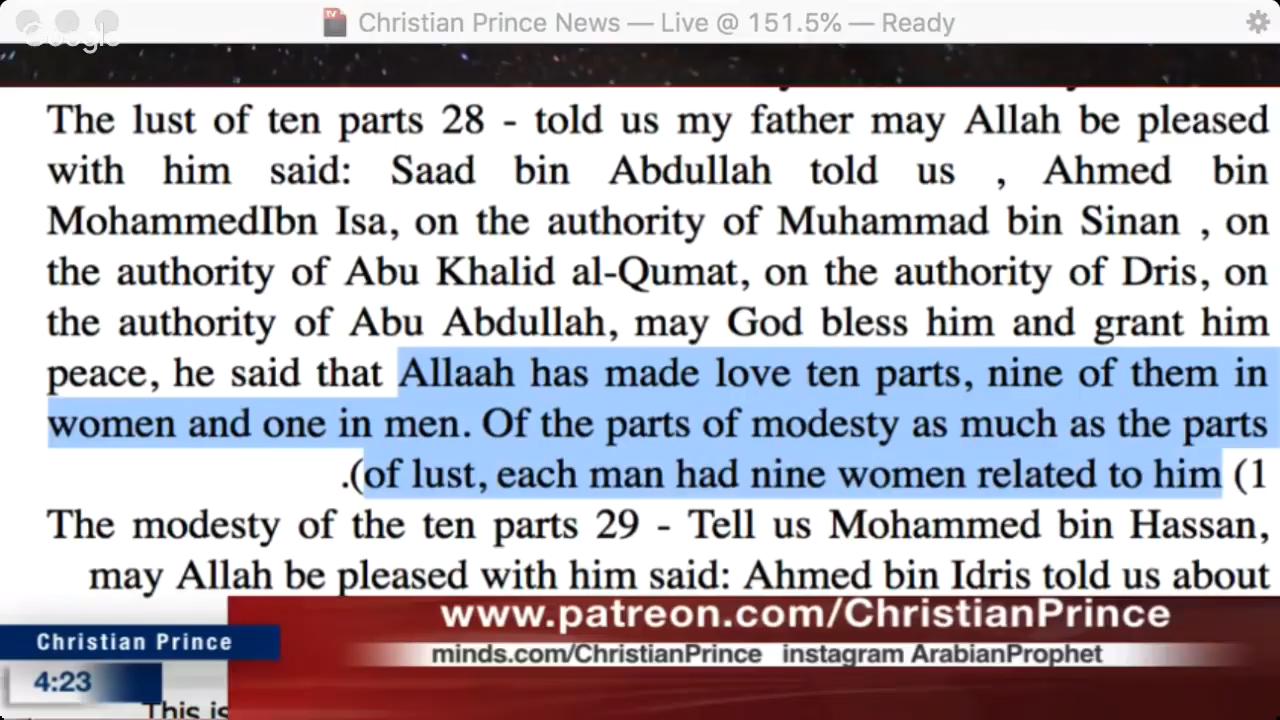 Christian Prince News — Live @ 151.5% — Ready
Google
The lust of ten parts 28 - told us my father may Allah be pleased
with him said: Saad bin Abdullah told us , Ahmed bin
MohammedIbn Isa, on the authority of Muhammad bin Sinan , on
the authority of Abu Khalid al-Qumat, on the authority of Dris, on
the authority of Abu Abdullah, may God bless him and grant him
peace, he said that Allaah has made love ten parts, nine of them in
women and one in men. Of the parts of modesty as much as the parts
.(of lust, each man had nine women related to him (1
The modesty of the ten parts 29 - Tell us Mohammed bin Hassan,
may Allah be pleased with him said: Ahmed bin Idris told us about
www.patreon.com/ChristianPrince
Christian Prince
minds.com/ChristianPrince instagram ArabianProphet
4:23
This is